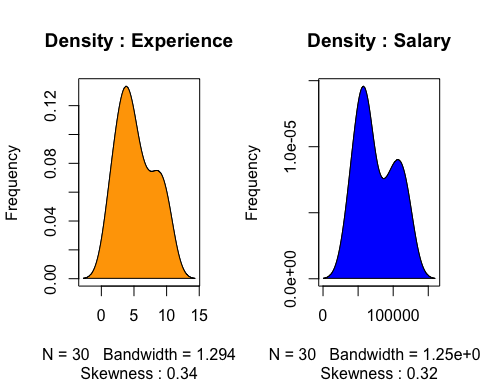 Density : Experience
Frequency
0.00 0.04 0.08 0.12
0 5 10 15
N = 30 Bandwidth = 1.294
Skewness : 0.34
Density : Salary
Frequency
0.0e+00 1.0e-05
0 100000
N = 30 Bandwidth = 1.25e+0
Skewness : 0.32